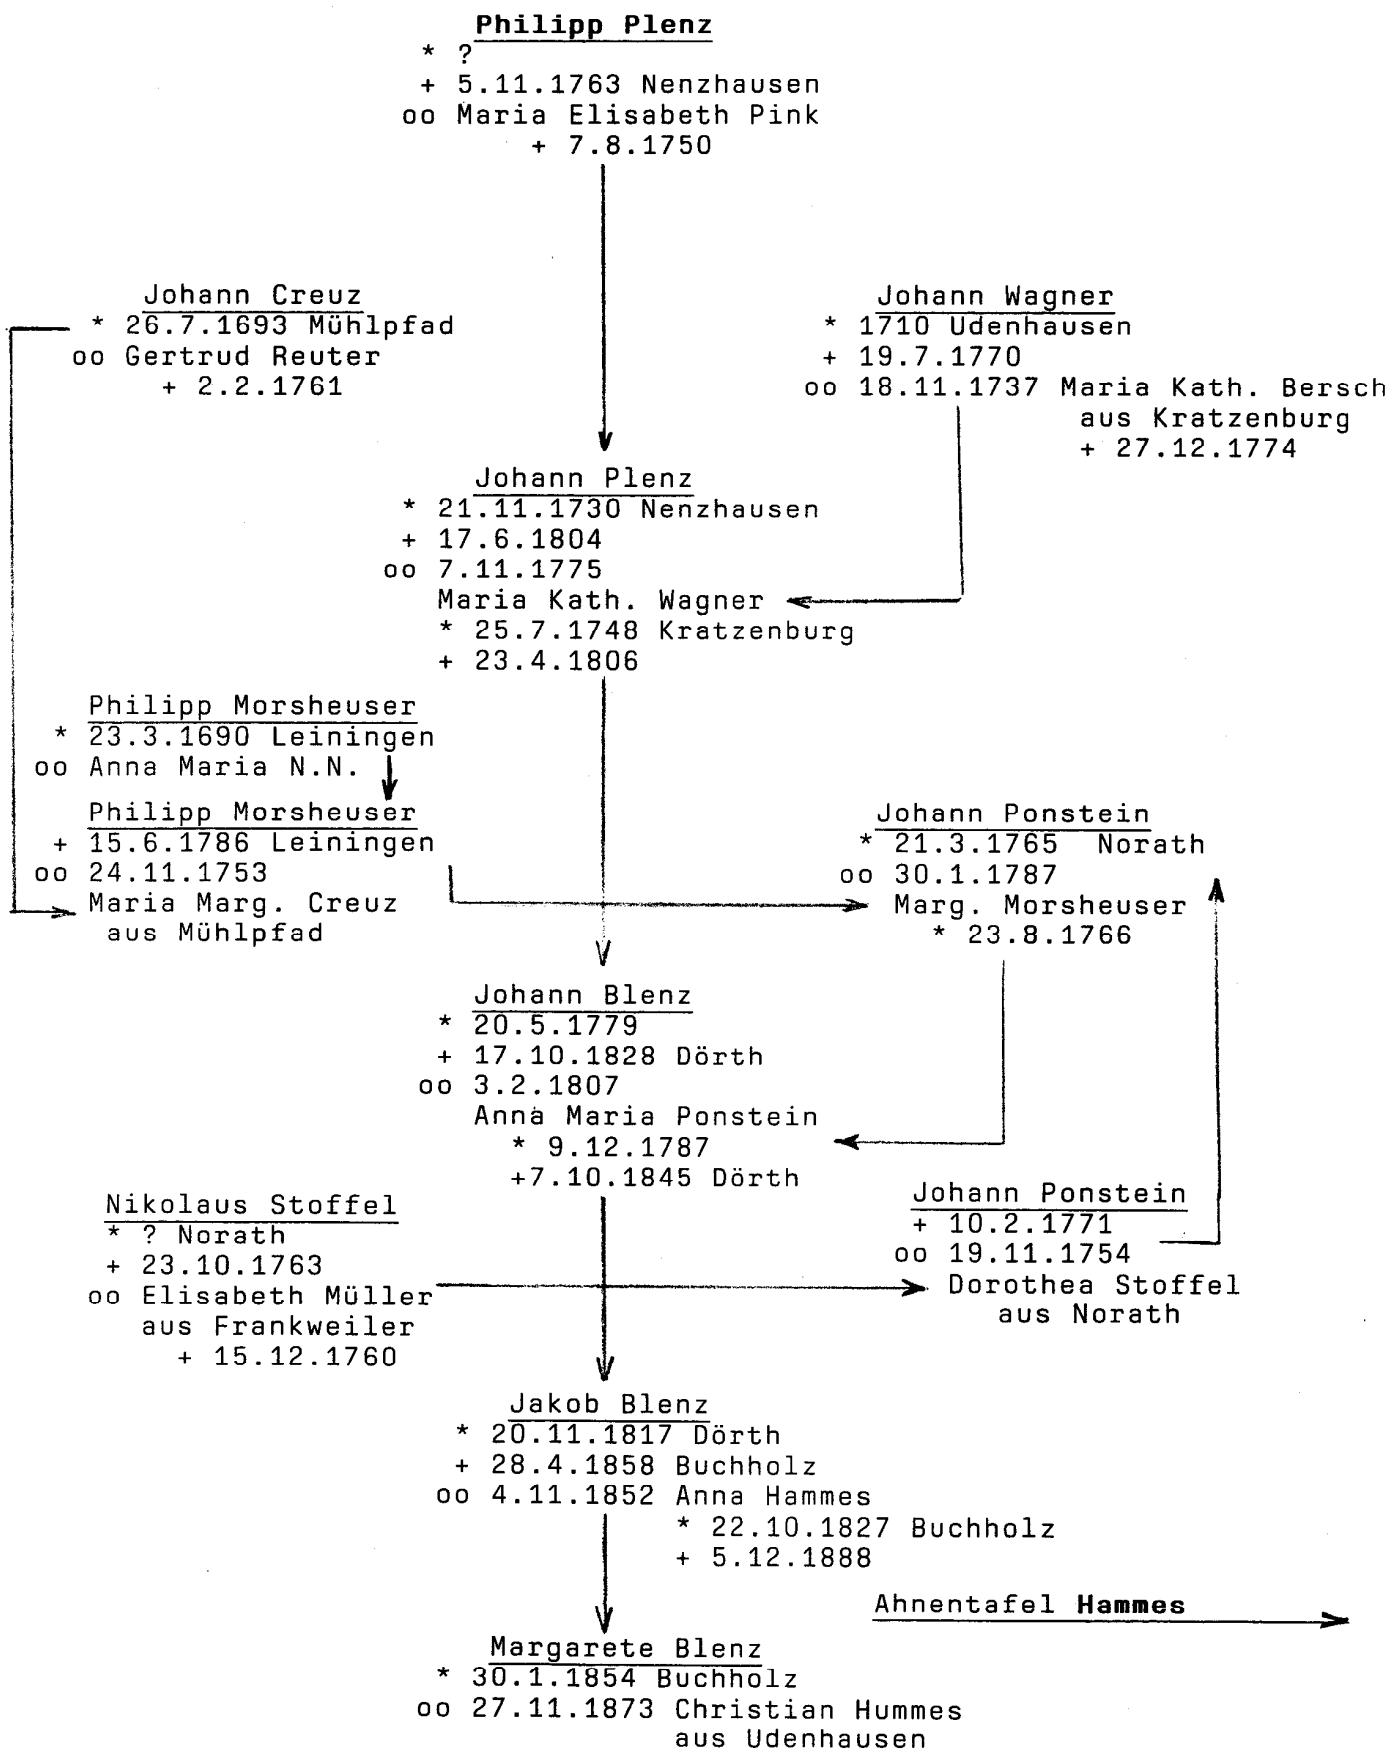 Philipp Plenz
* ?
+ 5.11.1763 Nenzhausen
oo Maria Elisabeth Pink
+ 7.8.1750
Johann Creuz
* 26.7.1693 Mühlpfad
oo Gertrud Reuter
+ 2.2.1761
Johann Wagner
* 1710 Udenhausen
+ 19.7.1770
oo 18.11.1737 Maria Kath. Bersch
aus Kratzenburg
+ 27.12.1774
Johann Plenz
* 21.11.1730 Nenzhausen
+ 17.6.1804
oo 7.11.1775
Maria Kath. Wagner
* 25.7.1748 Kratzenburg
+ 23.4.1806
Philipp Morsheuser
* 23.3.1690 Leiningen
oo Anna Maria N.N.
Philipp Morsheuser
+ 15.6.1786 Leiningen
oo 24.11.1753
Maria Marg. Creuz
aus Mühlpfad
Johann Ponstein
* 21.3.1765 Norath
oo 30.1.1787
Marg. Morsheuser
* 23.8.1766
Johann Blenz
* 20.5.1779
+ 17.10.1828 Dörth
oo 3.2.1807
Anna Maria Ponstein
* 9.12.1787
+7.10.1845 Dörth
Nikolaus Stoffel
* ? Norath
+ 23.10.1763
oo Elisabeth Müller
aus Frankweiler
+ 15.12.1760
Johann Ponstein
+ 10.2.1771
oo 19.11.1754
Dorothea Stoffel
aus Norath
Jakob Blenz
* 20.11.1817 Dörth
+ 28.4.1858 Buchholz
oo 4.11.1852 Anna Hammes
* 22.10.1827 Buchholz
+ 5.12.1888
Ahnentafel Hammes
Margarete Blenz
* 30.1.1854 Buchholz
oo 27.11.1873 Christian Hummes
aus Udenhausen